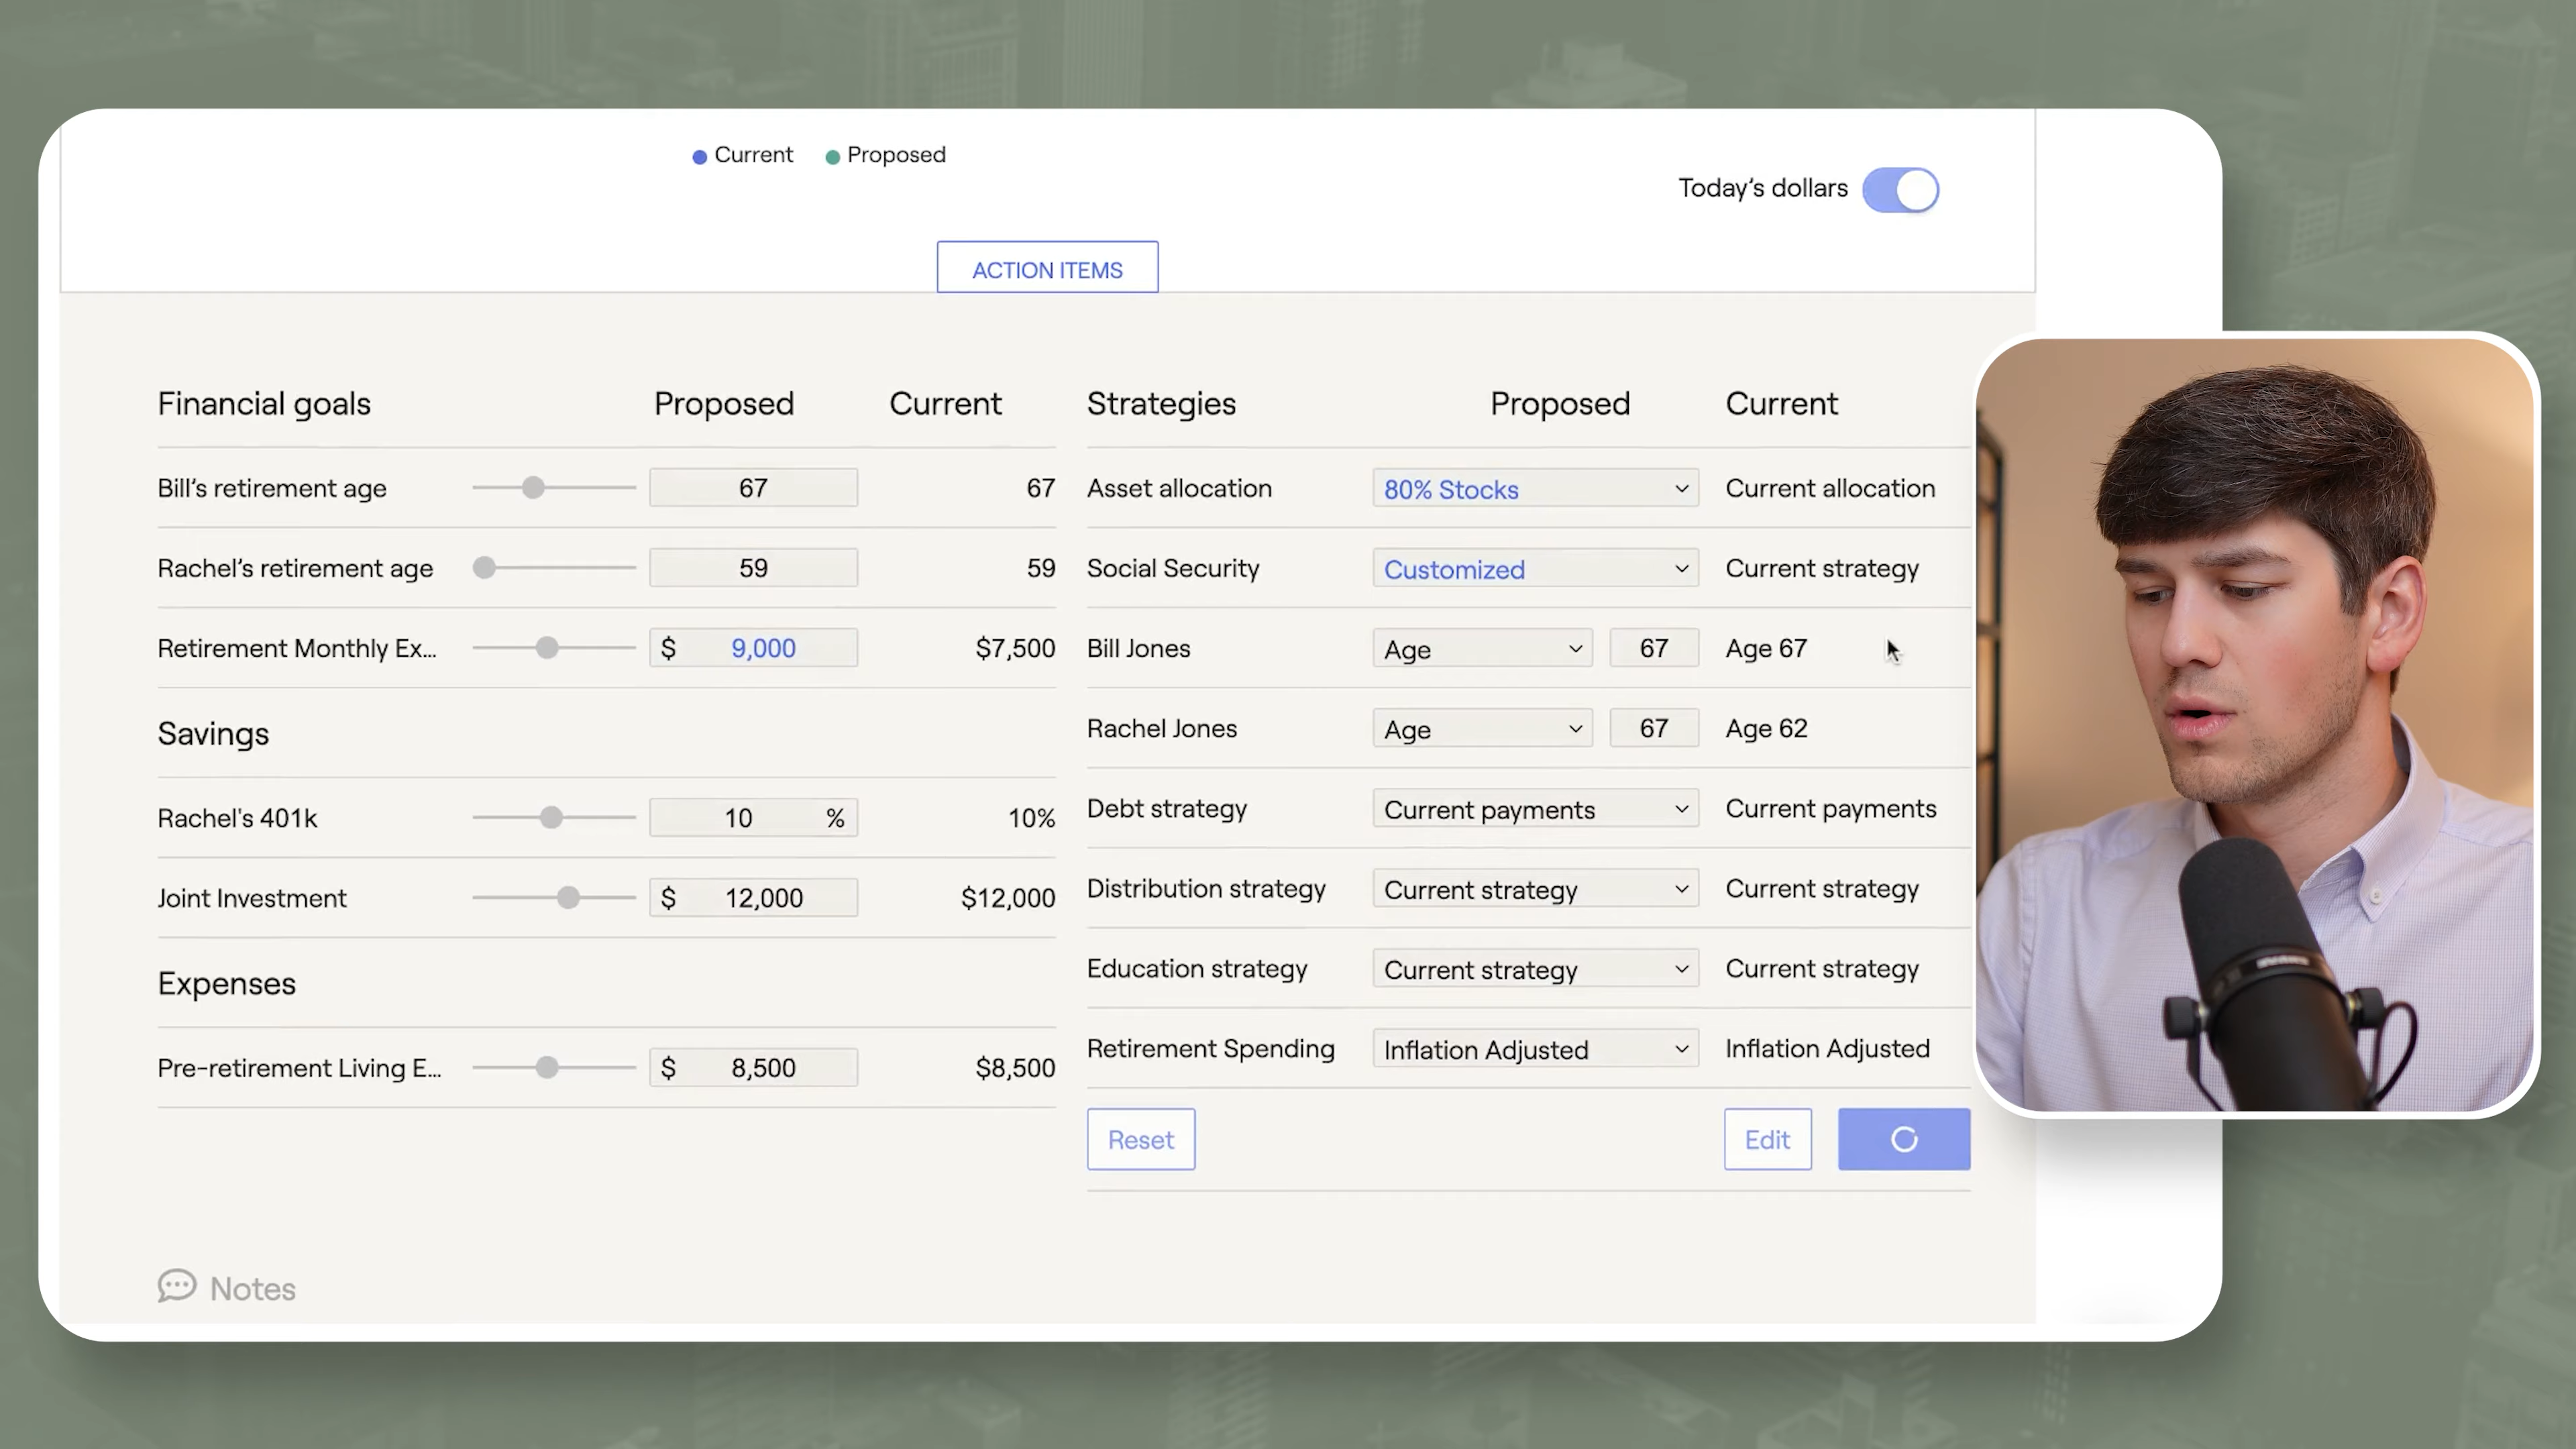 Current Proposed
Today's dollars
ACTION ITEMS
Financial goals Proposed Current
Bill's retirement age 67 67
Rachel's retirement age 59 59
Retirement Monthly Ex... $ 9,000 $7,500
Savings
Rachel's 401k 10 % 10%
Joint Investment $ 12,000 $12,000
Expenses
Pre-retirement Living E... $ 8,500 $8,500
Strategies Proposed Current
Asset allocation 80% Stocks Current allocation
Social Security Customized Current strategy
Bill Jones Age 67 Age 67
Rachel Jones Age 67 Age 62
Debt strategy Current payments Current payments
Distribution strategy Current strategy Current strategy
Education strategy Current strategy Current strategy
Retirement Spending Inflation Adjusted Inflation Adjusted
Reset Edit
Notes